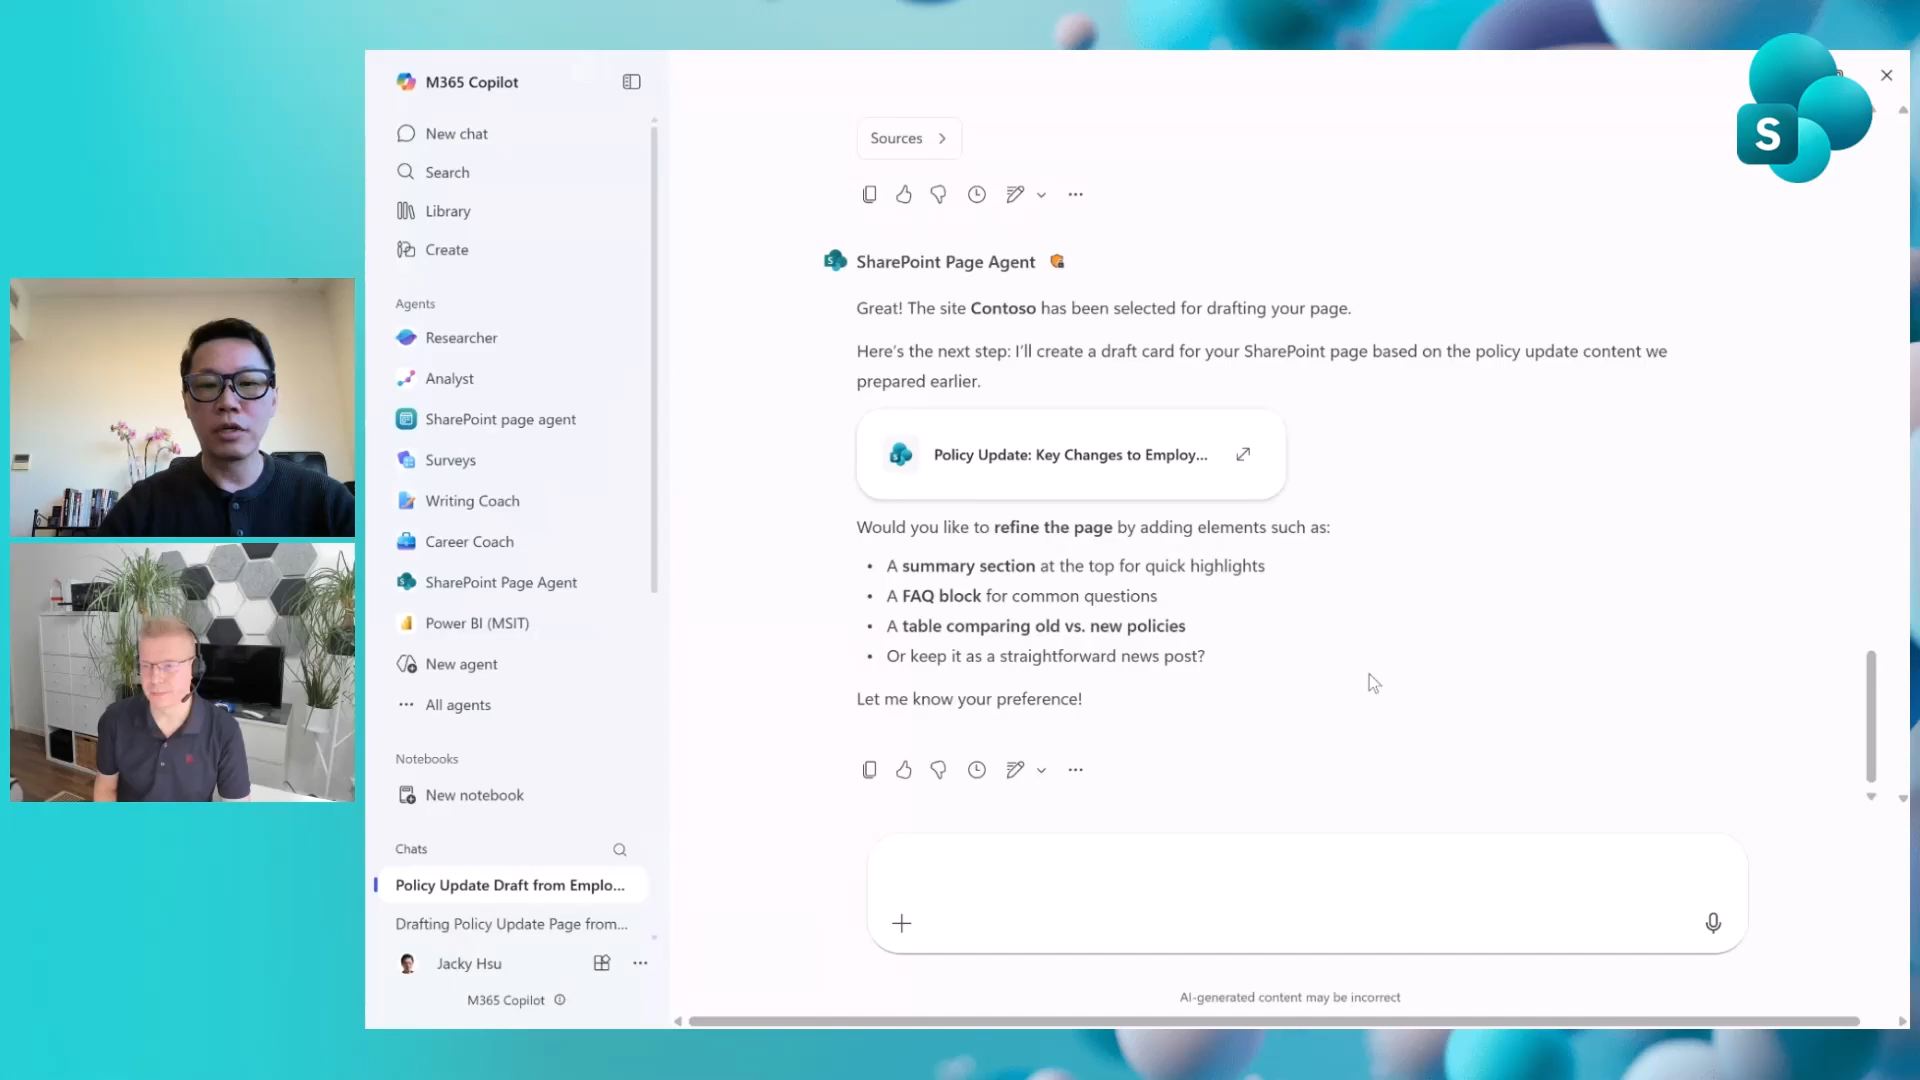 M365 Copilot
New chat
Search
Library
Create
Agents
Researcher
Analyst
SharePoint page agent
Surveys
Writing Coach
Career Coach
SharePoint Page Agent
Power BI (MSIT)
New agent
All agents
Notebooks
New notebook
Chats
Policy Update Draft from Emplo...
Drafting Policy Update Page from...
Jacky Hsu
M365 Copilot
Sources
SharePoint Page Agent
Great! The site Contoso has been selected for drafting your page.
Here's the next step: I'll create a draft card for your SharePoint page based on the policy update content we
prepared earlier.
Policy Update: Key Changes to Employ...
Would you like to refine the page by adding elements such as:
• A summary section at the top for quick highlights
• A FAQ block for common questions
• A table comparing old vs. new policies
• Or keep it as a straightforward news post?
Let me know your preference!
AI-generated content may be incorrect
S